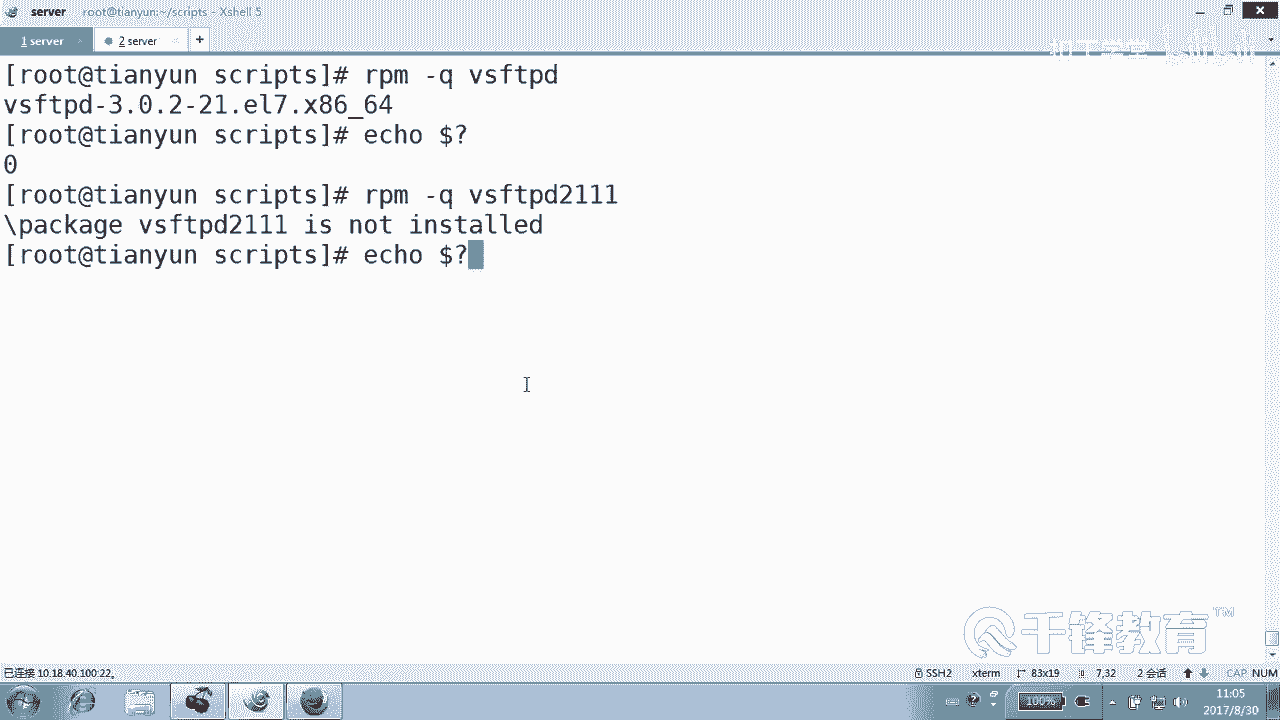 server root@tianyun:~/scripts - Xshell 5
1 server
2 server
+
[root@tianyun scripts]# rpm -q vsftpd
vsftpd-3.0.2-21.el7.x86_64
[root@tianyun scripts]# echo $?
0
[root@tianyun scripts]# rpm -q vsftpd2111
\package vsftpd2111 is not installed
[root@tianyun scripts]# echo $?
千锋教育 TM
已连接 10.18.40.100:22。
SSH2 xterm 83x19 7,32 2 会话 CAP NUM
100%
11:05
2017/8/30